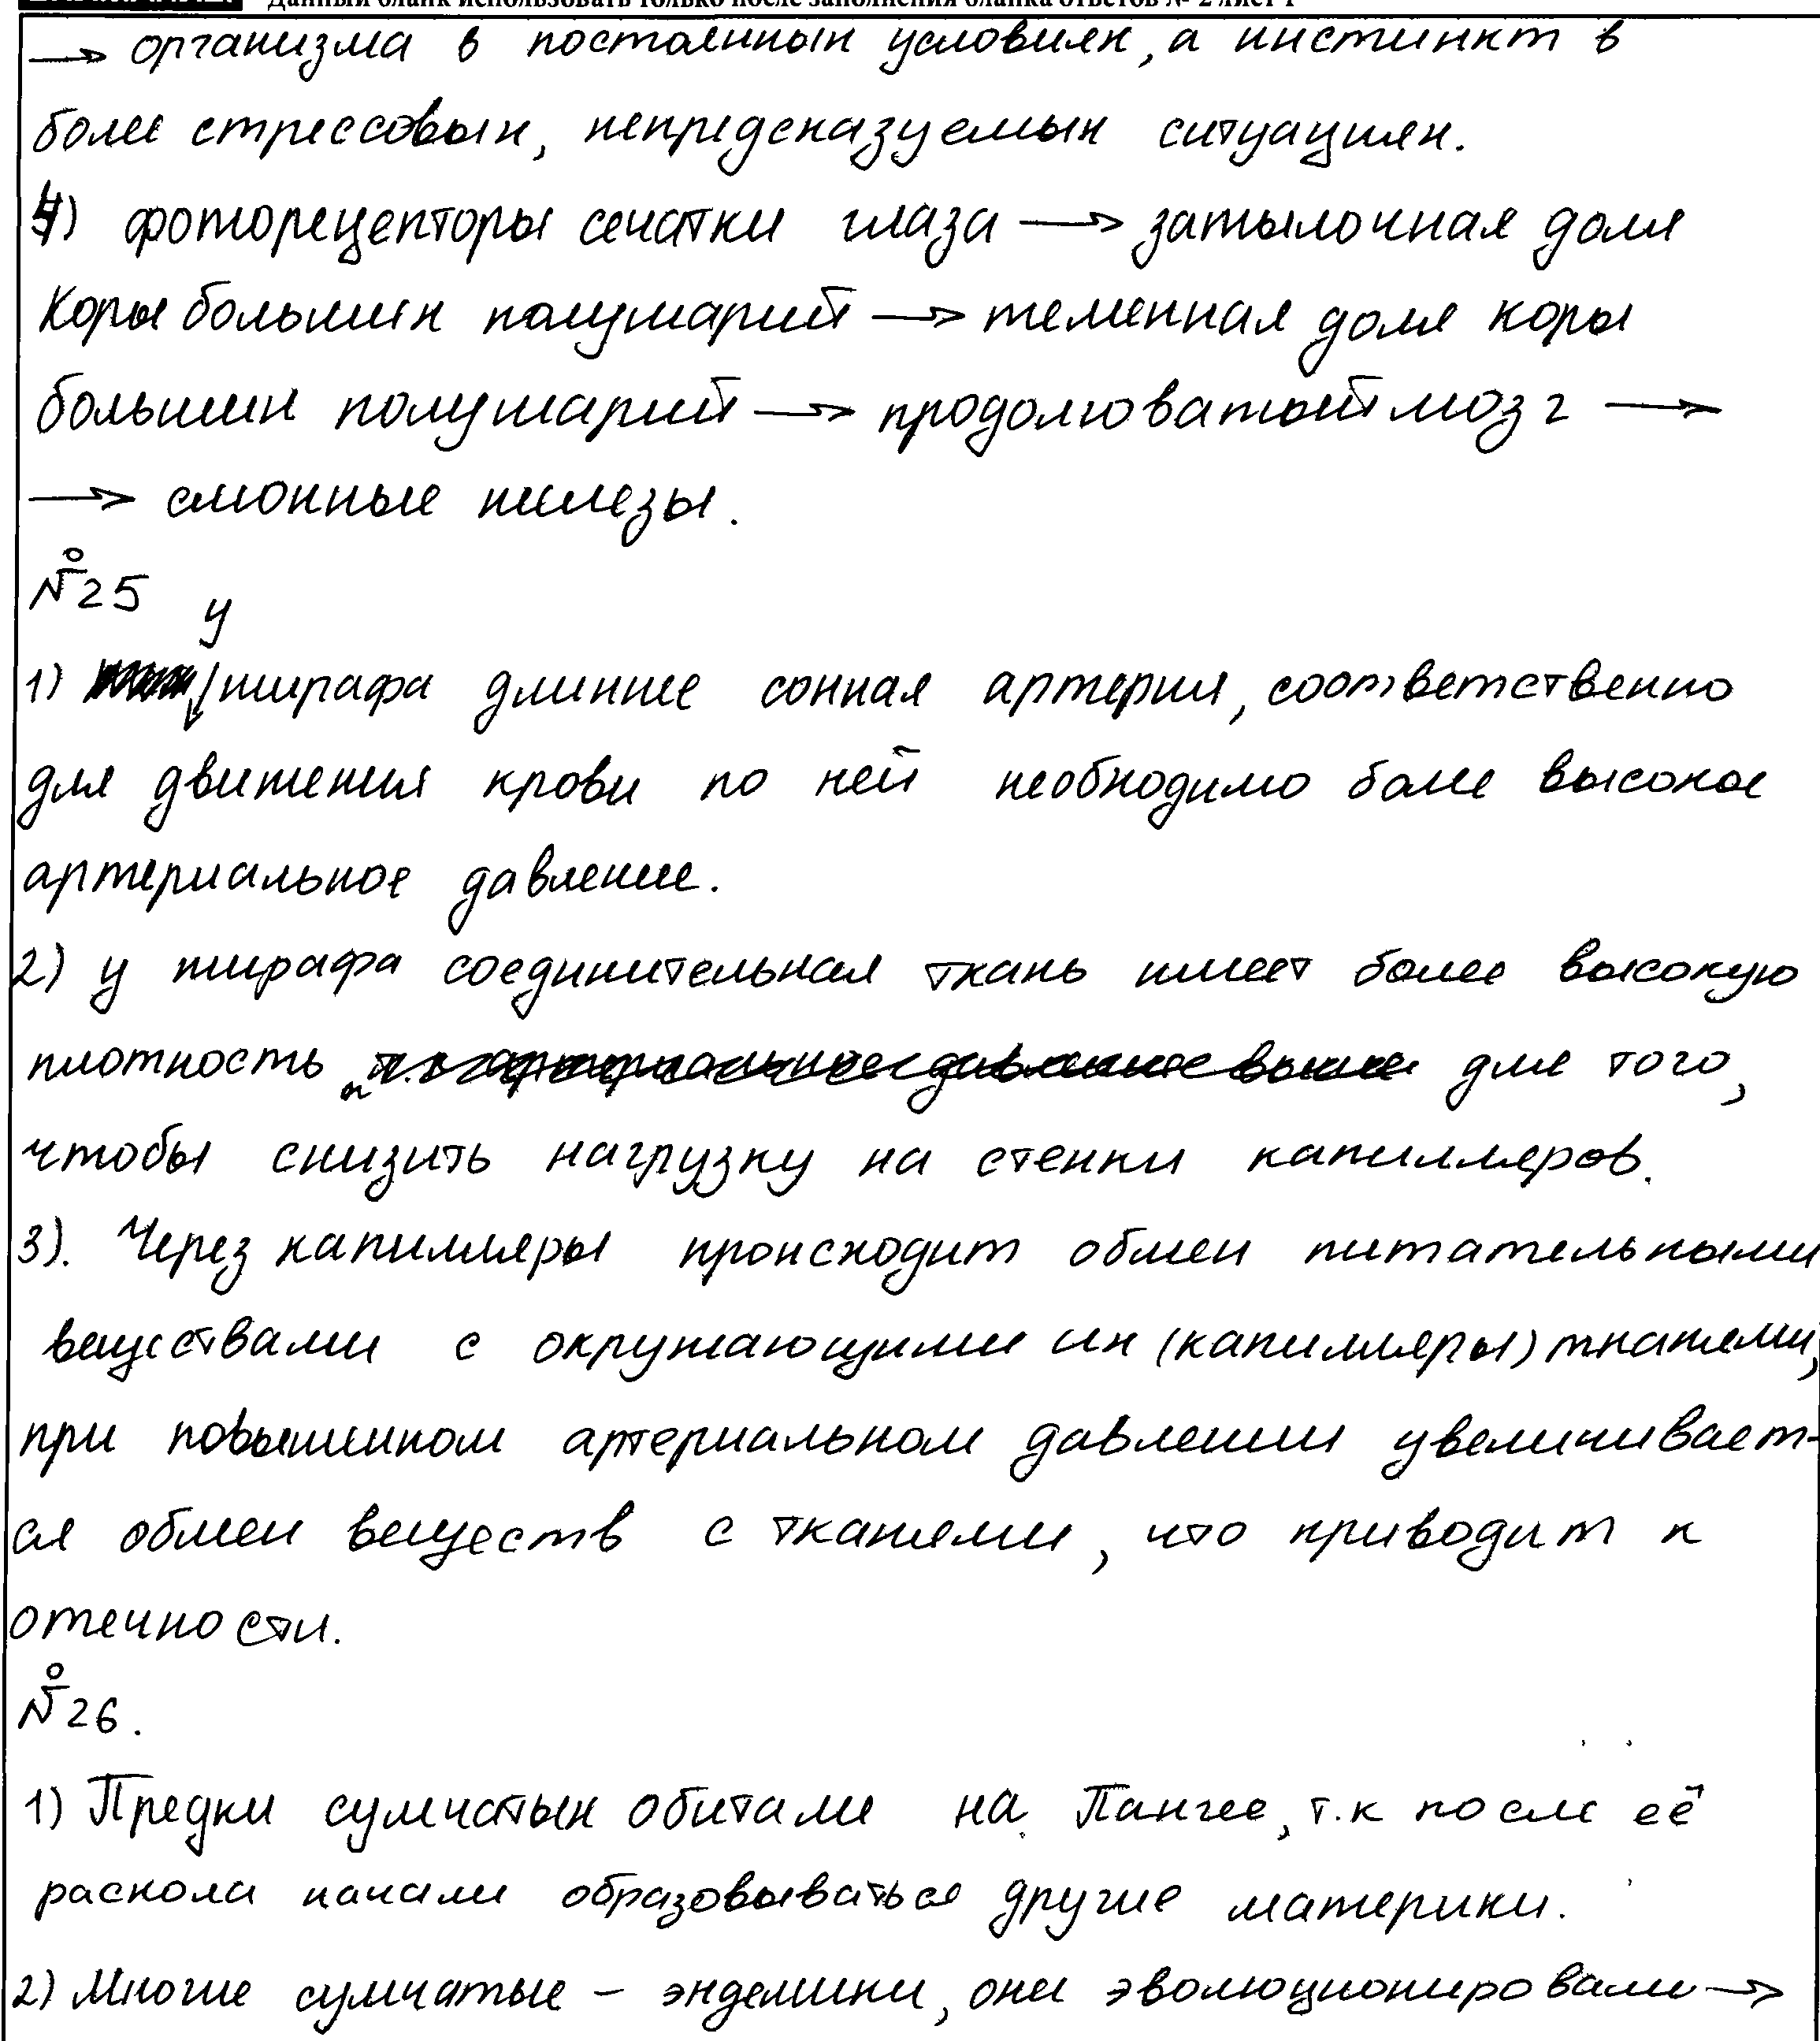 Данный бланк использовать только после заполнения бланка ответов № 2 лист 1
→ организма в постоянных условиях, а инстинкт в
более стрессовых, непредсказуемых ситуациях.
4) фоторецепторы сечатки глаза → затылочная доля
коры больших полушарий → теменная доля коры
больших полушарий → продолговатый мозг →
→ слюнные железы.
№25
1) у жирафа длиннее сонная артерия, соответственно
для движения крови по ней необходимо более высокое
артериальное давление.
2) у жирафа соединительная ткань имеет более высокую
плотность для того,
чтобы снизить нагрузку на стенки капилляров.
3). Через капилляры происходит обмен питательными
веществами с окружающими их (капилляры) тканями,
при повышенном артериальном давлении увеличивает-
ся обмен веществ с тканями, что приводит к
отечности.
№26.
1) Предки сумчатых обитали на Пангее, т.к после её
раскола начали образовываться другие материки.
2) Многие сумчатые – эндемики, они эволюционировали →